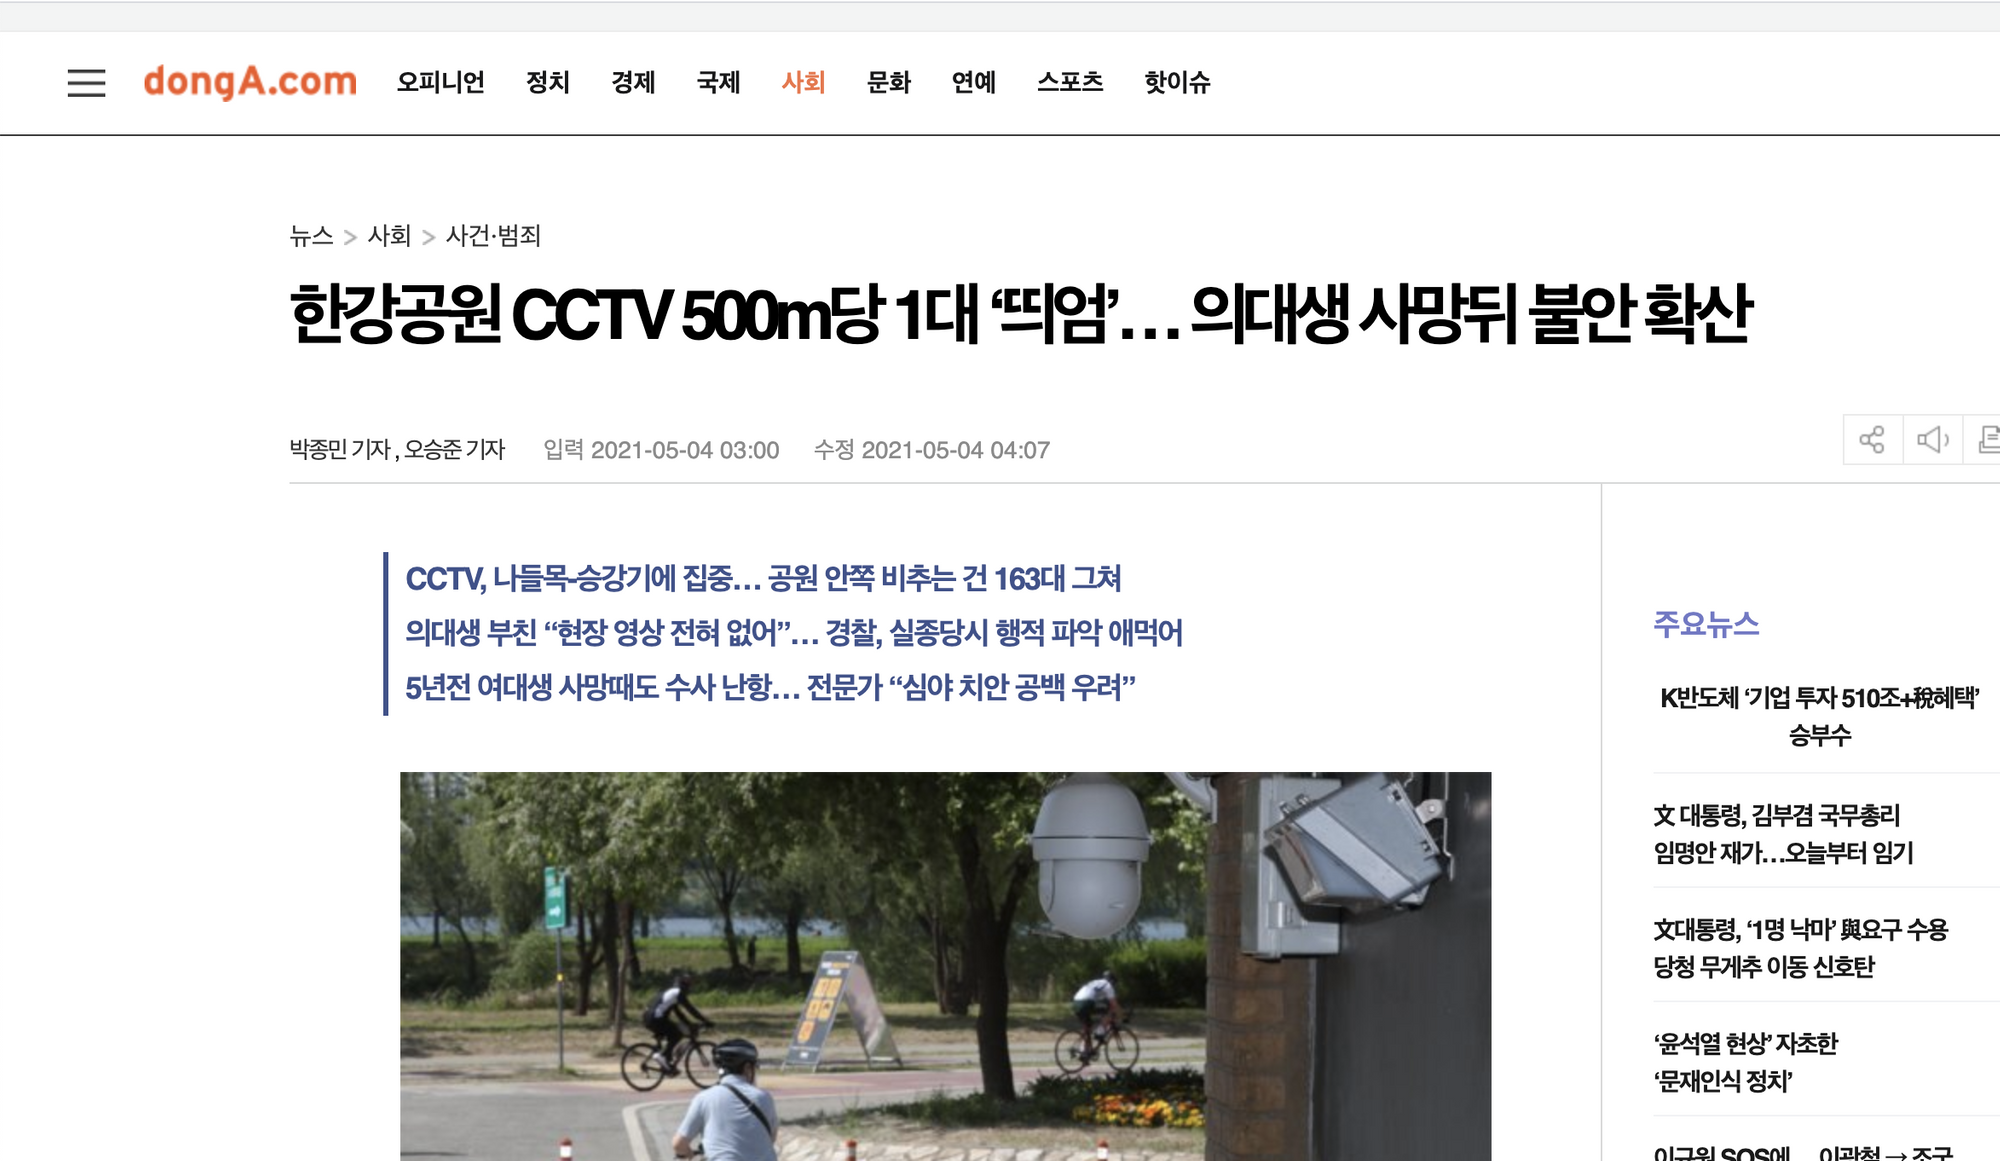 dongA.com 오피니언 정치 경제 국제 사회 문화 연예 스포츠 핫이슈
뉴스 > 사회 > 사건·범죄
한강공원 CCTV 500m당 1대 ‘띄엄’… 의대생 사망뒤 불안 확산
박종민 기자 , 오승준 기자 입력 2021-05-04 03:00 수정 2021-05-04 04:07
CCTV, 나들목-승강기에 집중… 공원 안쪽 비추는 건 163대 그쳐
의대생 부친 “현장 영상 전혀 없어”… 경찰, 실종당시 행적 파악 애먹어
5년전 여대생 사망때도 수사 난항… 전문가 “심야 치안 공백 우려”
주요뉴스
K반도체 ‘기업 투자 510조+稅혜택’
승부수
文 대통령, 김부겸 국무총리
임명안 재가…오늘부터 임기
文대통령, ‘1명 낙마’ 與요구 수용
당청 무게추 이동 신호탄
‘윤석열 현상’ 자초한
‘문재인식 정치’